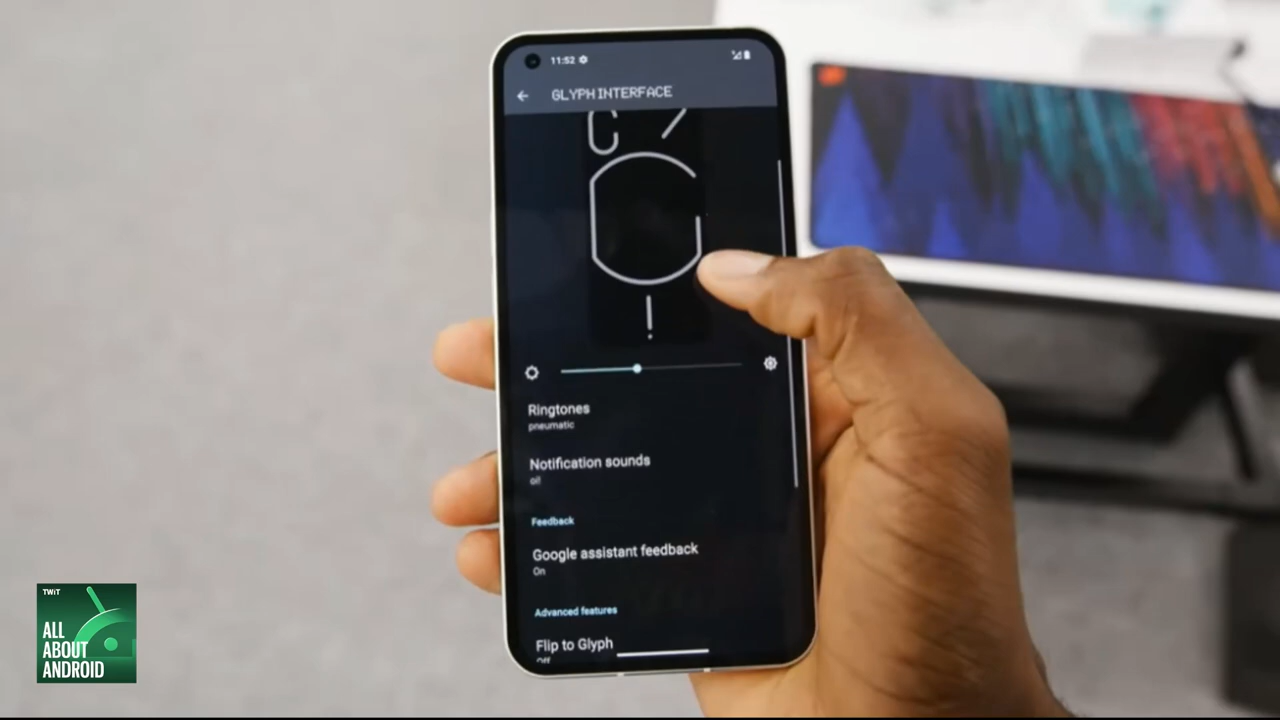 11:52
GLYPH INTERFACE
Ringtones
pneumatic
Notification sounds
oi!
Feedback
Google assistant feedback
On
Advanced features
Flip to Glyph
Off
TWiT
ALL
ABOUT
ANDROID